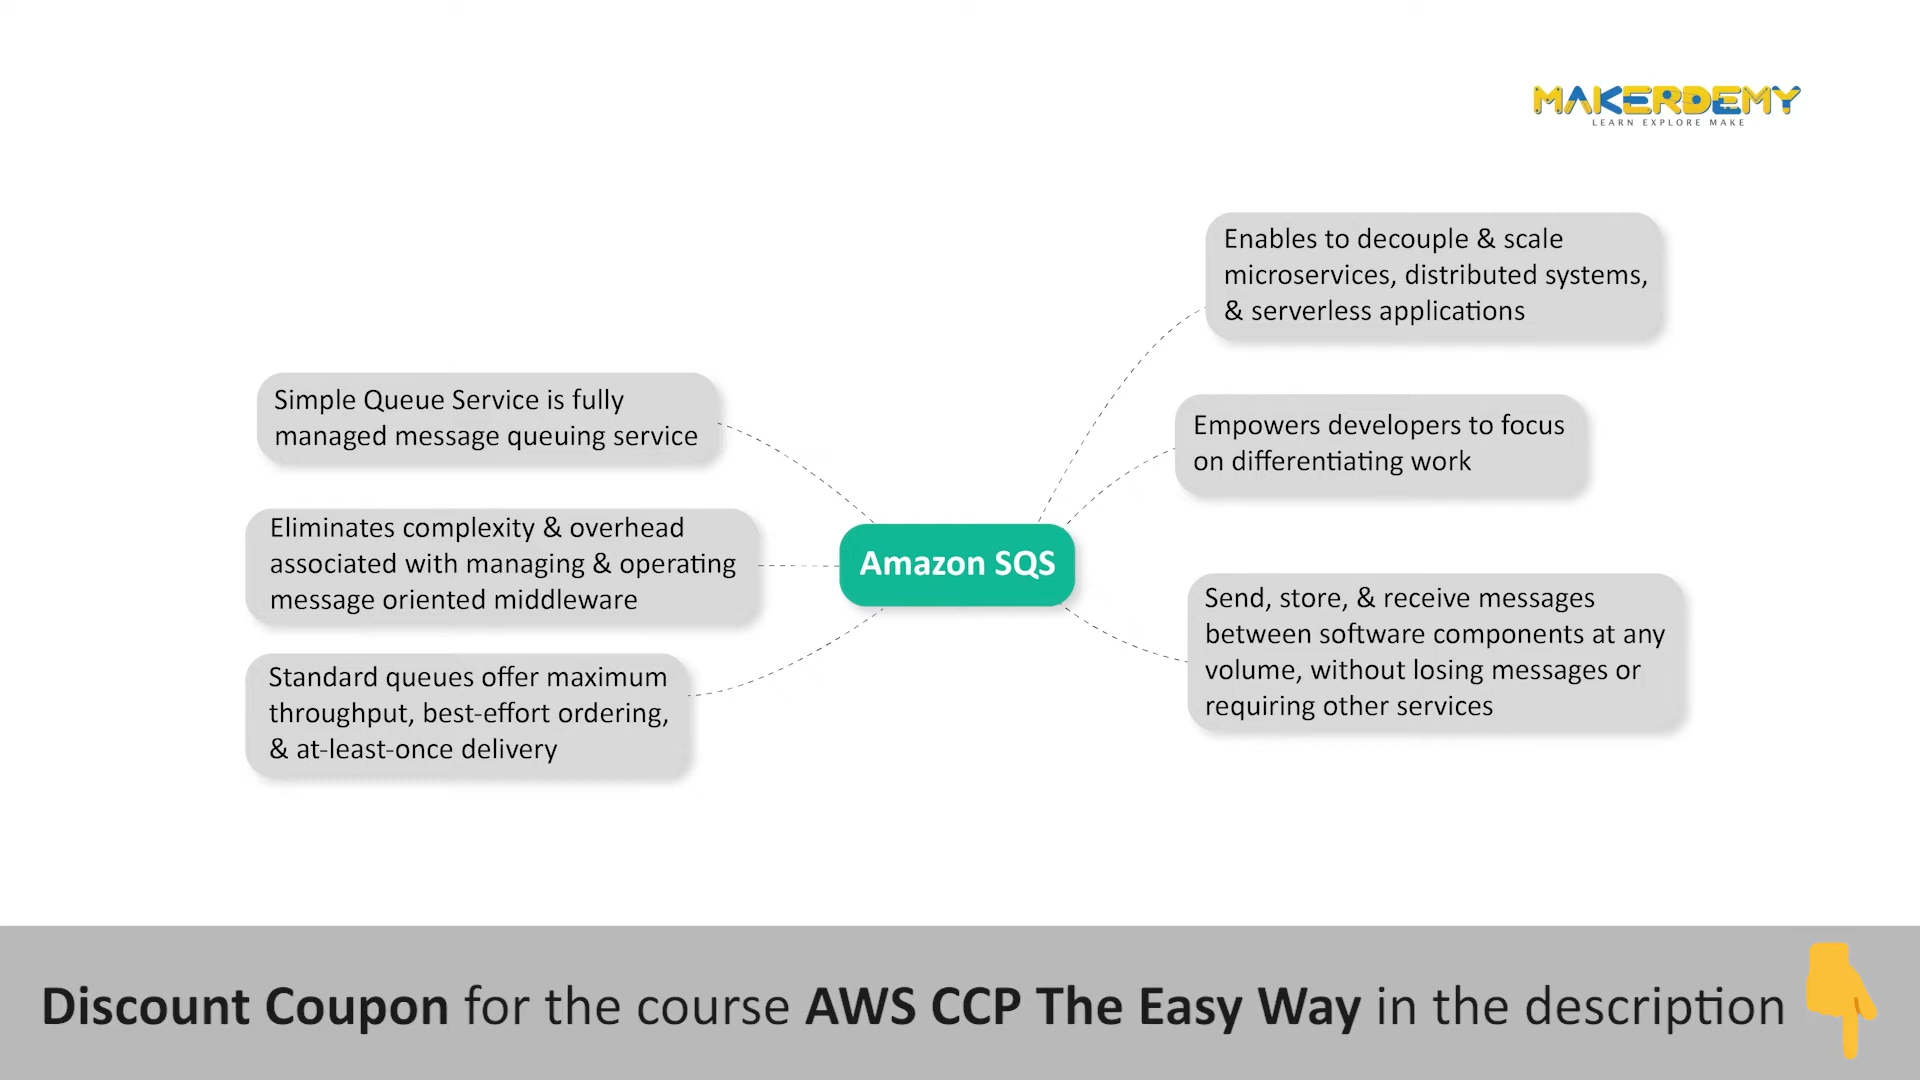 MAKERDEMY
LEARN EXPLORE MAKE
Enables to decouple & scale
microservices, distributed systems,
& serverless applications
Simple Queue Service is fully
managed message queuing service
Empowers developers to focus
on differentiating work
Eliminates complexity & overhead
associated with managing & operating
message oriented middleware
Amazon SQS
Send, store, & receive messages
between software components at any
volume, without losing messages or
requiring other services
Standard queues offer maximum
throughput, best-effort ordering,
& at-least-once delivery
Discount Coupon for the course AWS CCP The Easy Way in the description